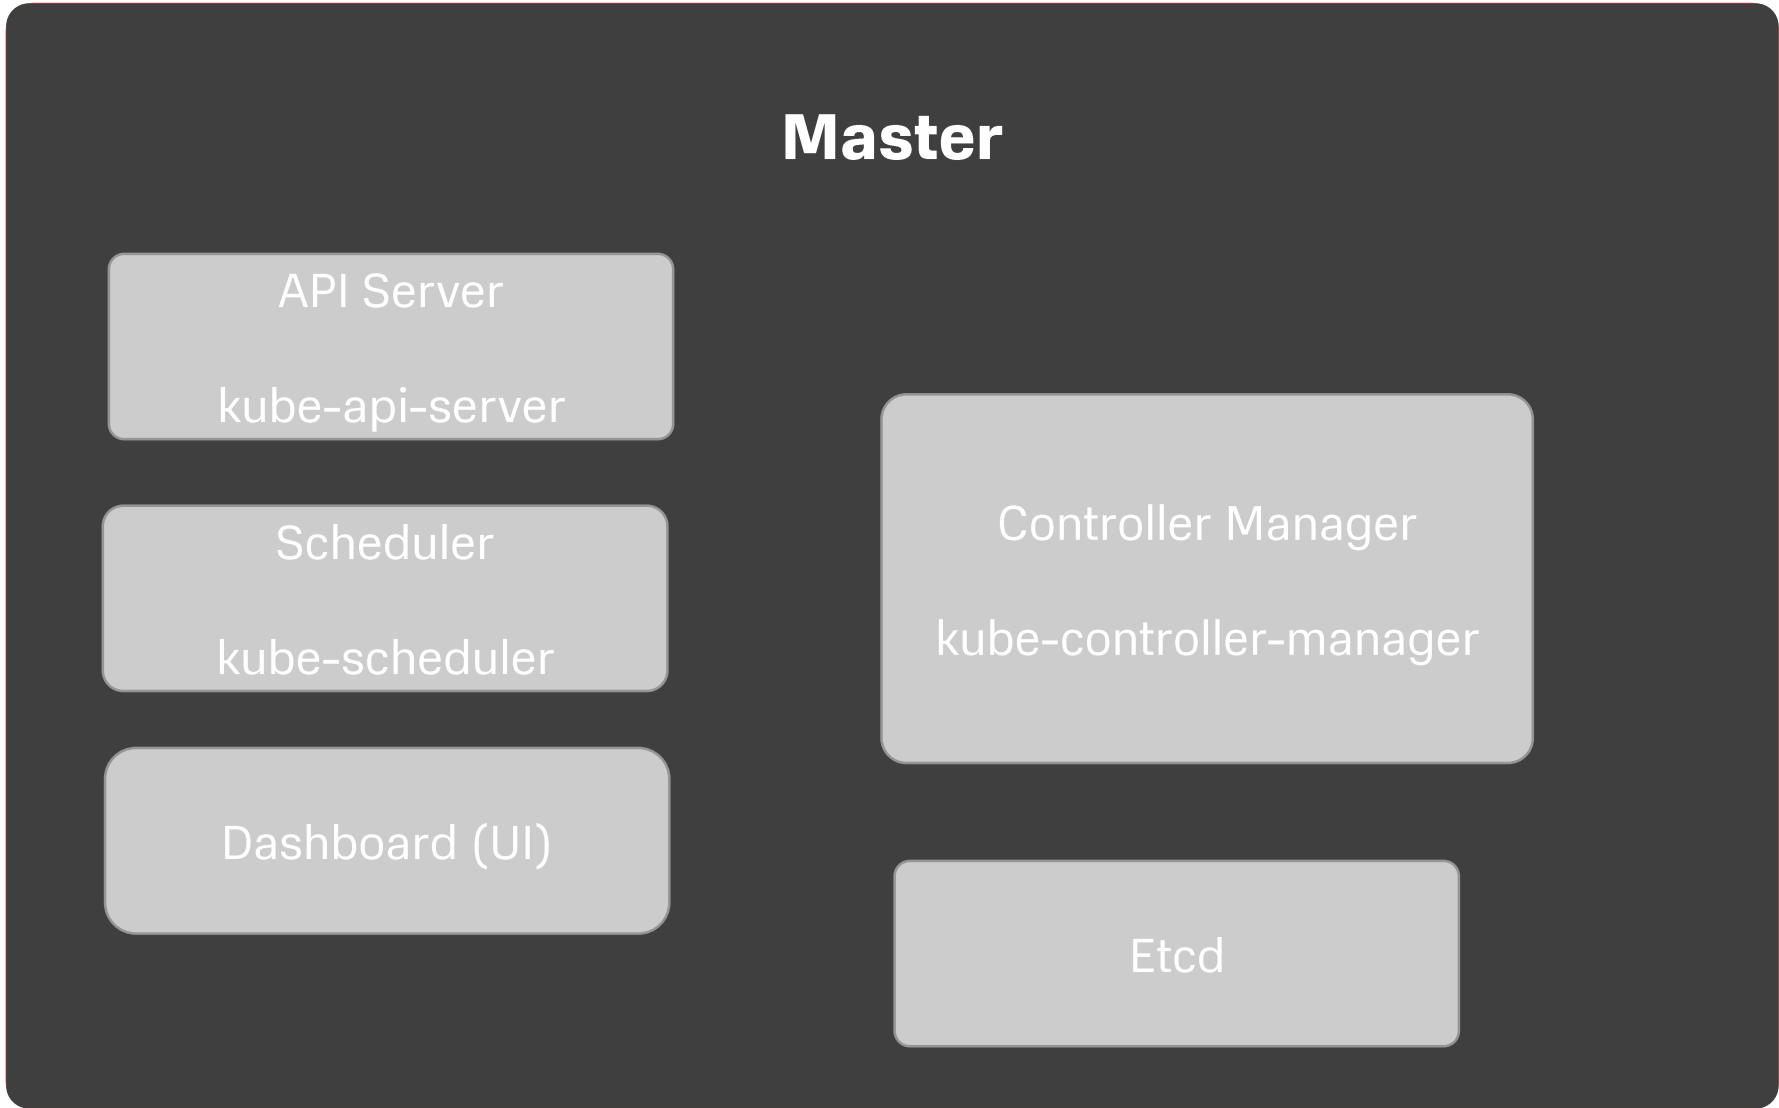 Master
API Server
kube-api-server
Scheduler
kube-scheduler
Dashboard (UI)
Controller Manager
kube-controller-manager
Etcd